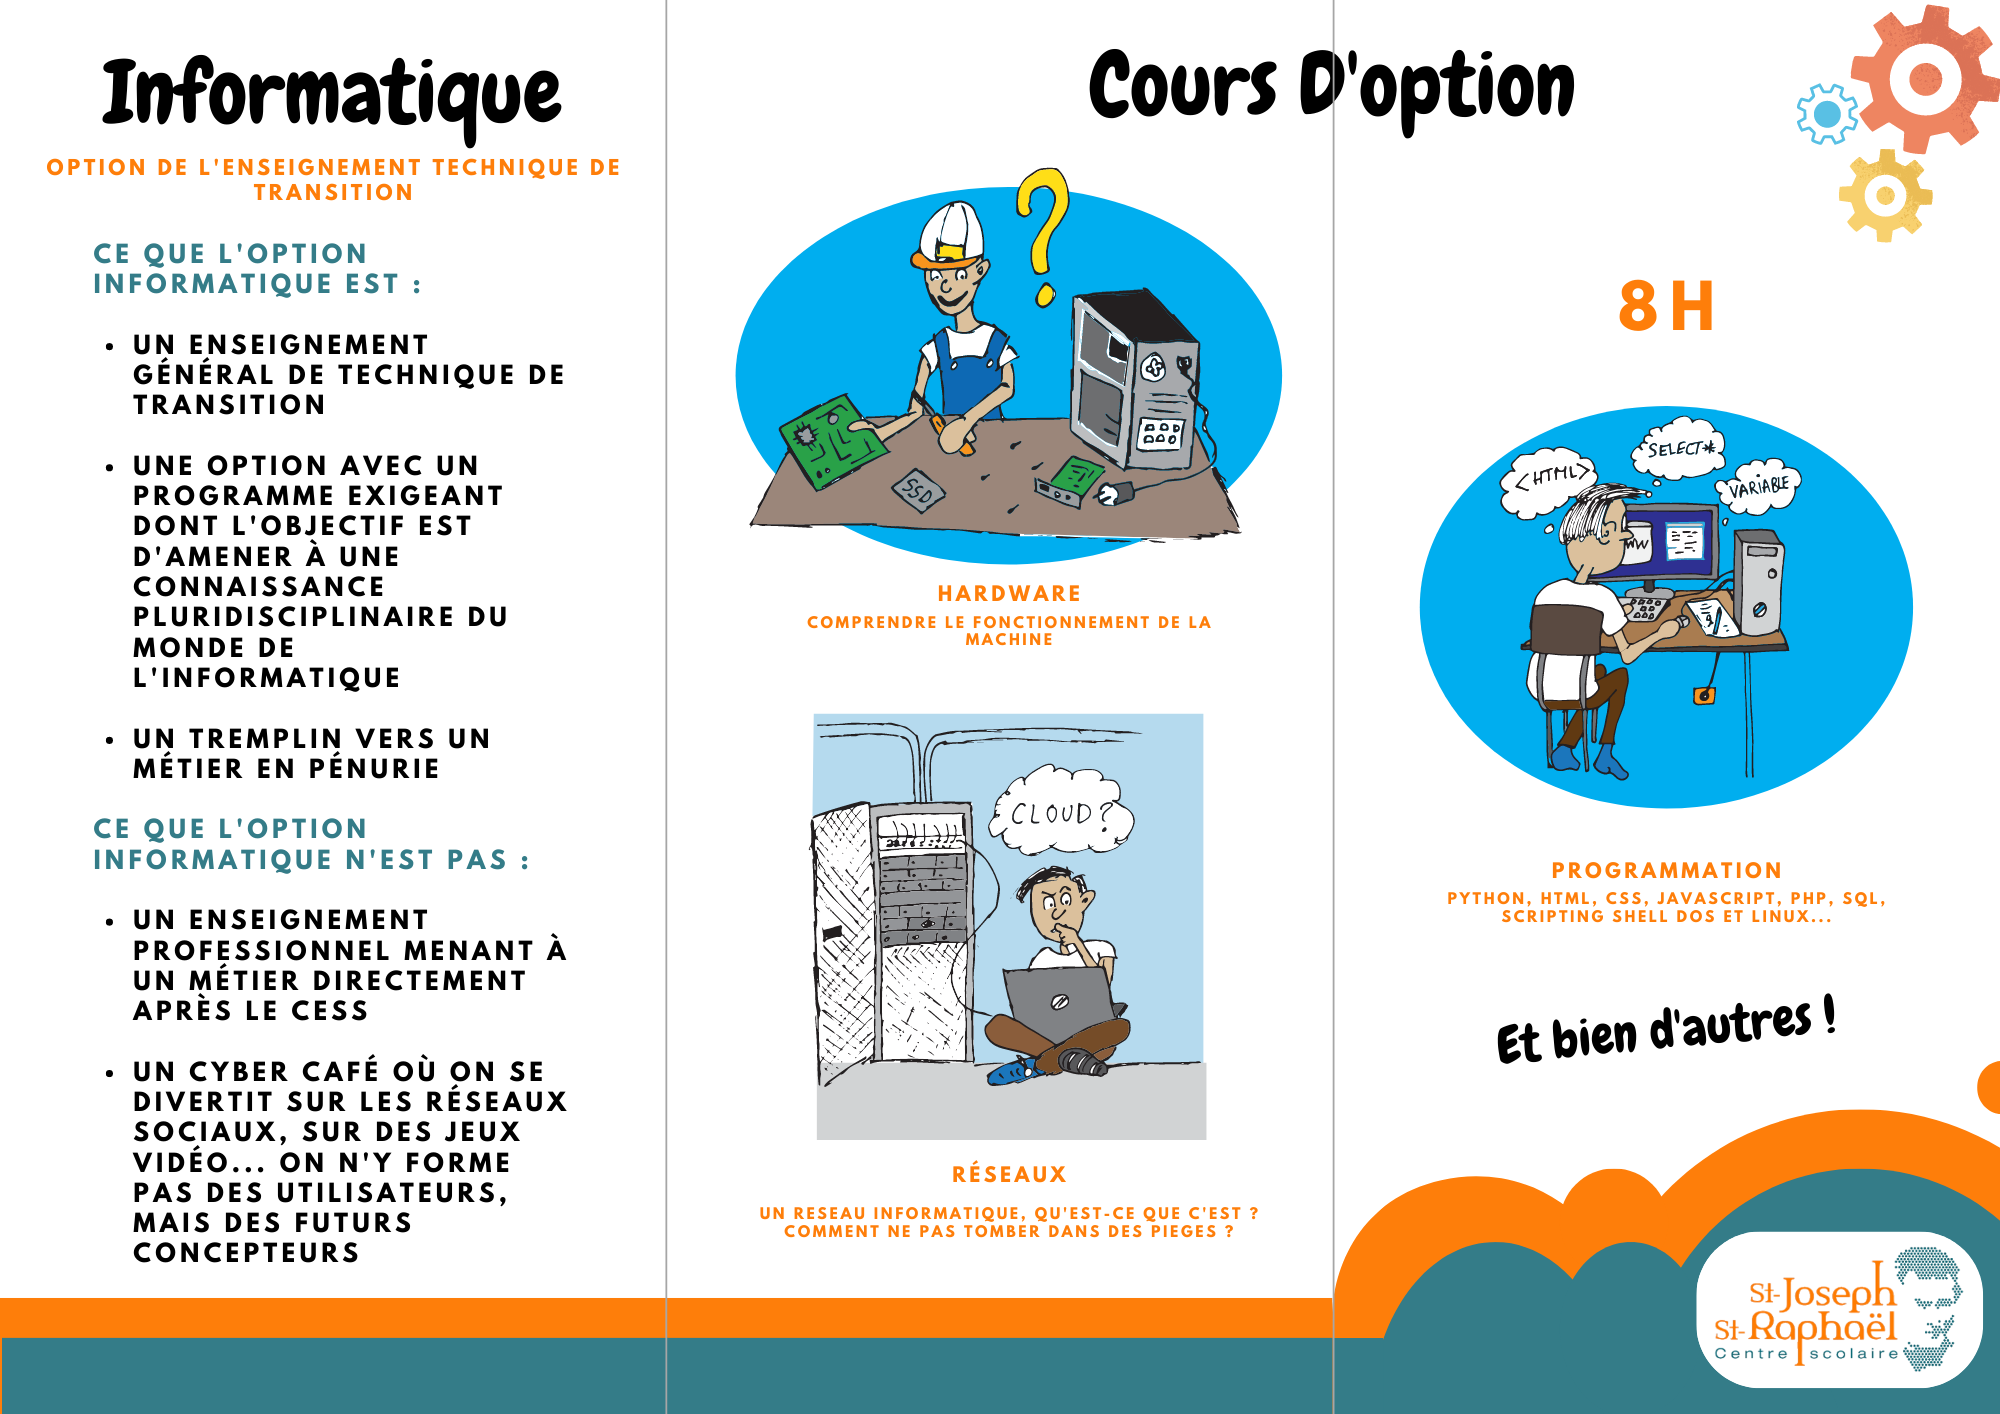 Informatique
OPTION DE L'ENSEIGNEMENT TECHNIQUE DE
TRANSITION
CE QUE L'OPTION
INFORMATIQUE EST :
• UN ENSEIGNEMENT
GÉNÉRAL DE TECHNIQUE DE
TRANSITION
• UNE OPTION AVEC UN
PROGRAMME EXIGEANT
DONT L'OBJECTIF EST
D'AMENER À UNE
CONNAISSANCE
PLURIDISCIPLINAIRE DU
MONDE DE
L'INFORMATIQUE
• UN TREMPLIN VERS UN
MÉTIER EN PÉNURIE
CE QUE L'OPTION
INFORMATIQUE N'EST PAS :
• UN ENSEIGNEMENT
PROFESSIONNEL MENANT À
UN MÉTIER DIRECTEMENT
APRÈS LE CESS
• UN CYBER CAFÉ OÙ ON SE
DIVERTIT SUR LES RÉSEAUX
SOCIAUX, SUR DES JEUX
VIDÉO... ON N'Y FORME
PAS DES UTILISATEURS,
MAIS DES FUTURS
CONCEPTEURS
Cours D'option
?
SSD
HARDWARE
COMPRENDRE LE FONCTIONNEMENT DE LA
MACHINE
CLOUD?
RÉSEAUX
UN RESEAU INFORMATIQUE, QU'EST-CE QUE C'EST ?
COMMENT NE PAS TOMBER DANS DES PIEGES ?
8H
<HTML>
SELECT*
VARIABLE
WW
PROGRAMMATION
PYTHON, HTML, CSS, JAVASCRIPT, PHP, SQL,
SCRIPTING SHELL DOS ET LINUX...
Et bien d'autres !
St-Joseph
St-Raphaël
Centre scolaire